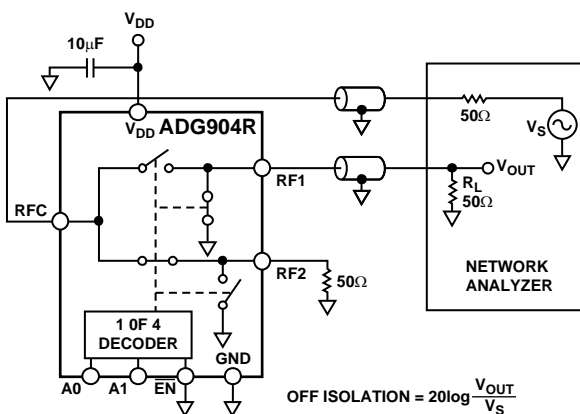 VDD
10µF
VDD
ADG904R
50Ω
VS
RF1
VOUT
RL
50Ω
RFC
RF2
50Ω
NETWORK
ANALYZER
1 0F 4
DECODER
GND
A0
A1
EN
OFF ISOLATION = 20log VOUT
VS